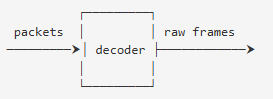 packets
raw frames
decoder